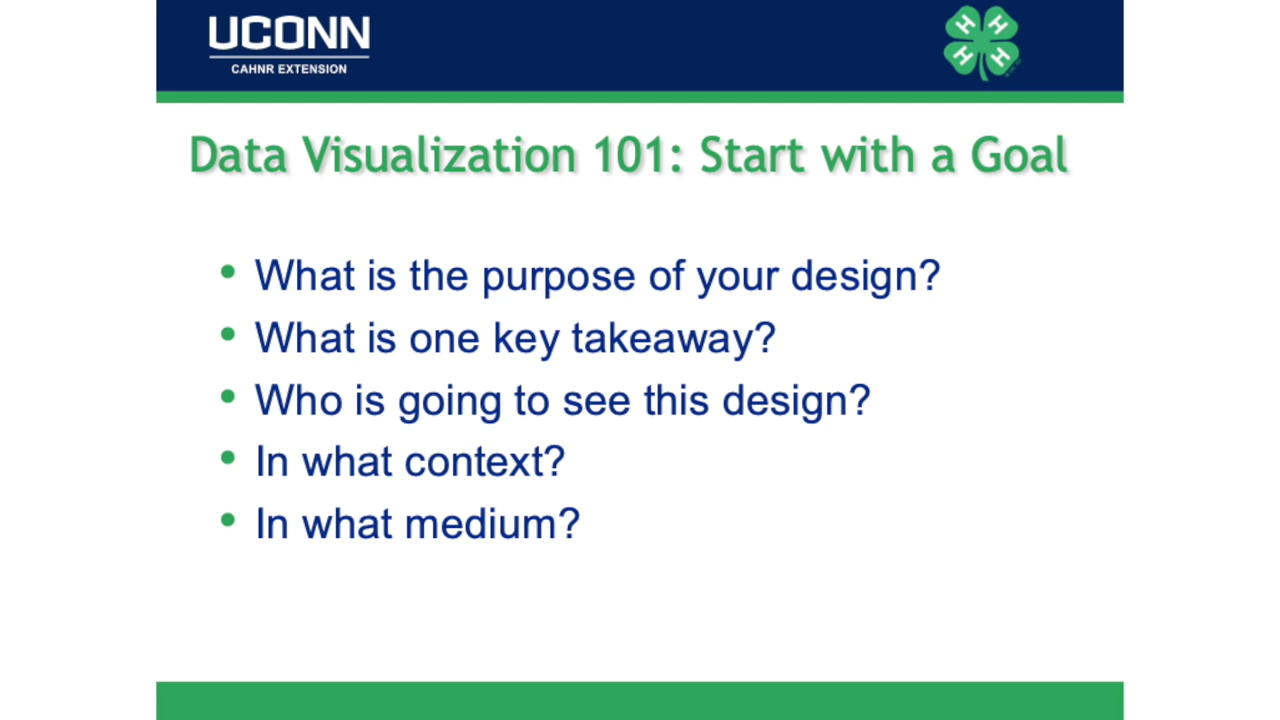 UCONN
CAHNR EXTENSION
H H
H H
Data Visualization 101: Start with a Goal
• What is the purpose of your design?
• What is one key takeaway?
• Who is going to see this design?
• In what context?
• In what medium?